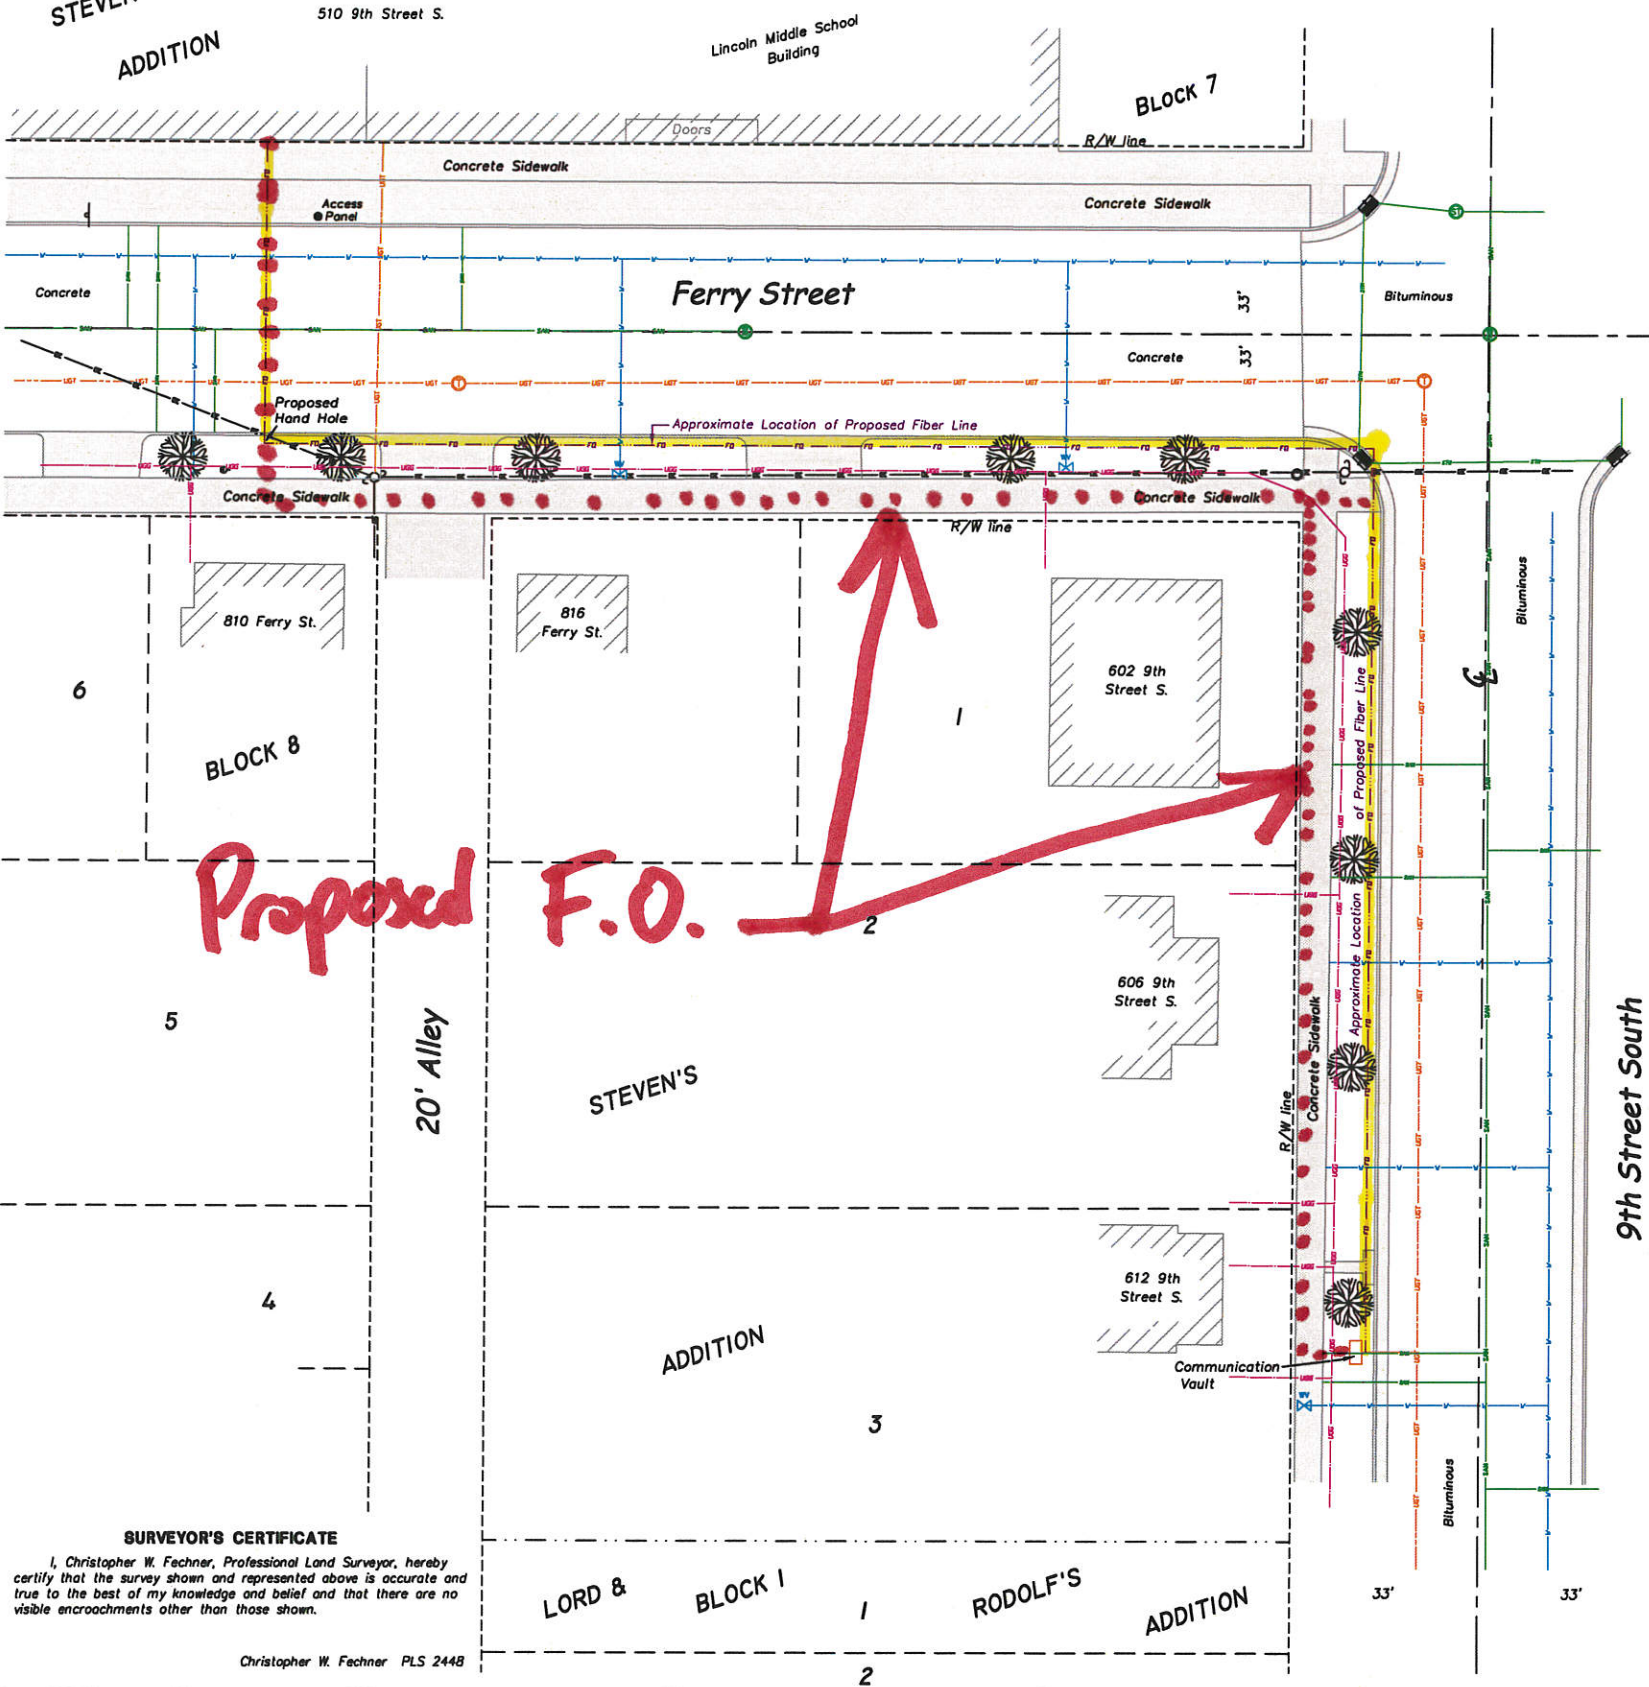 STEVEN
510 9th Street S.
ADDITION
Lincoln Middle School
Building
BLOCK 7
Doors
R/W line
Concrete Sidewalk
Access
Panel
Concrete Sidewalk
ST
Concrete
Ferry Street
33'
Bituminous
33'
Concrete
Proposed
Hand Hole
Approximate Location of Proposed Fiber Line
Concrete Sidewalk
Concrete Sidewalk
R/W line
810 Ferry St.
816
Ferry St.
602 9th
Street S.
Bituminous
6
1
BLOCK 8
Approximate Location of Proposed Fiber Line
Proposed F.O.
2
606 9th
Street S.
5
20' Alley
STEVEN'S
Concrete Sidewalk
R/W line
9th Street South
4
612 9th
Street S.
ADDITION
Communication
Vault
WV
3
Bituminous
SURVEYOR'S CERTIFICATE
I, Christopher W. Fechner, Professional Land Surveyor, hereby
certify that the survey shown and represented above is accurate and
true to the best of my knowledge and belief and that there are no
visible encroachments other than those shown.
Christopher W. Fechner PLS 2448
LORD &
BLOCK 1
RODOLF'S
ADDITION
1
33'
33'
2